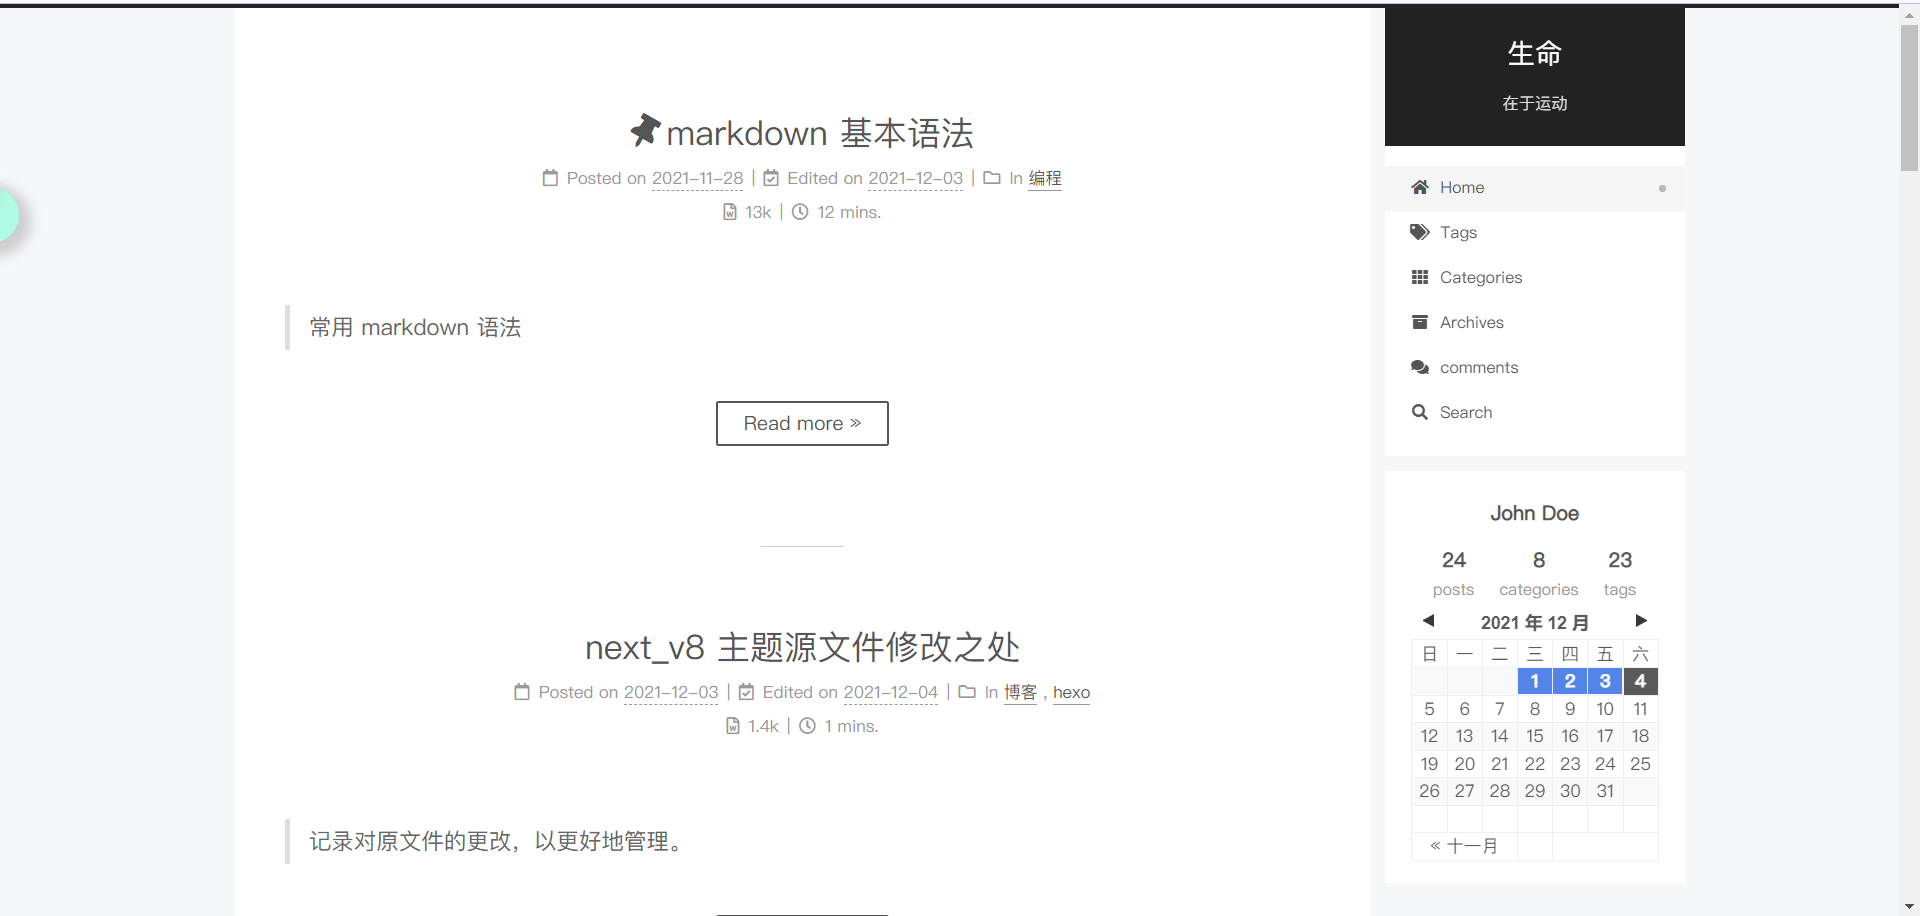 markdown 基本语法
Posted on 2021-11-28 | Edited on 2021-12-03 | In 编程
13k | 12 mins.
常用 markdown 语法
Read more »
next_v8 主题源文件修改之处
Posted on 2021-12-03 | Edited on 2021-12-04 | In 博客 , hexo
1.4k | 1 mins.
记录对原文件的更改，以更好地管理。
生命
在于运动
Home
Tags
Categories
Archives
comments
Search
John Doe
24 8 23
posts categories tags
2021 年 12 月
日 一 二 三 四 五 六
1 2 3 4
5 6 7 8 9 10 11
12 13 14 15 16 17 18
19 20 21 22 23 24 25
26 27 28 29 30 31
« 十一月